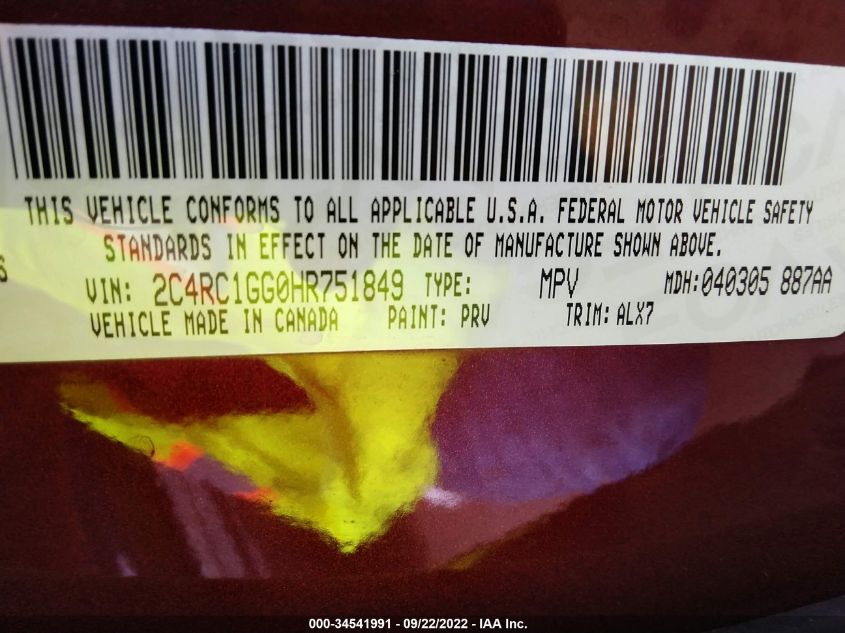 THIS VEHICLE CONFORMS TO ALL APPLICABLE U.S.A. FEDERAL MOTOR VEHICLE SAFETY
STANDARDS IN EFFECT ON THE DATE OF MANUFACTURE SHOWN ABOVE.
VIN: 2C4RC1GG0HR751849 TYPE: MPV MDH: 040305 887AA
VEHICLE MADE IN CANADA PAINT: PRV TRIM: ALX7
000-34541991 - 09/22/2022 - IAA Inc.